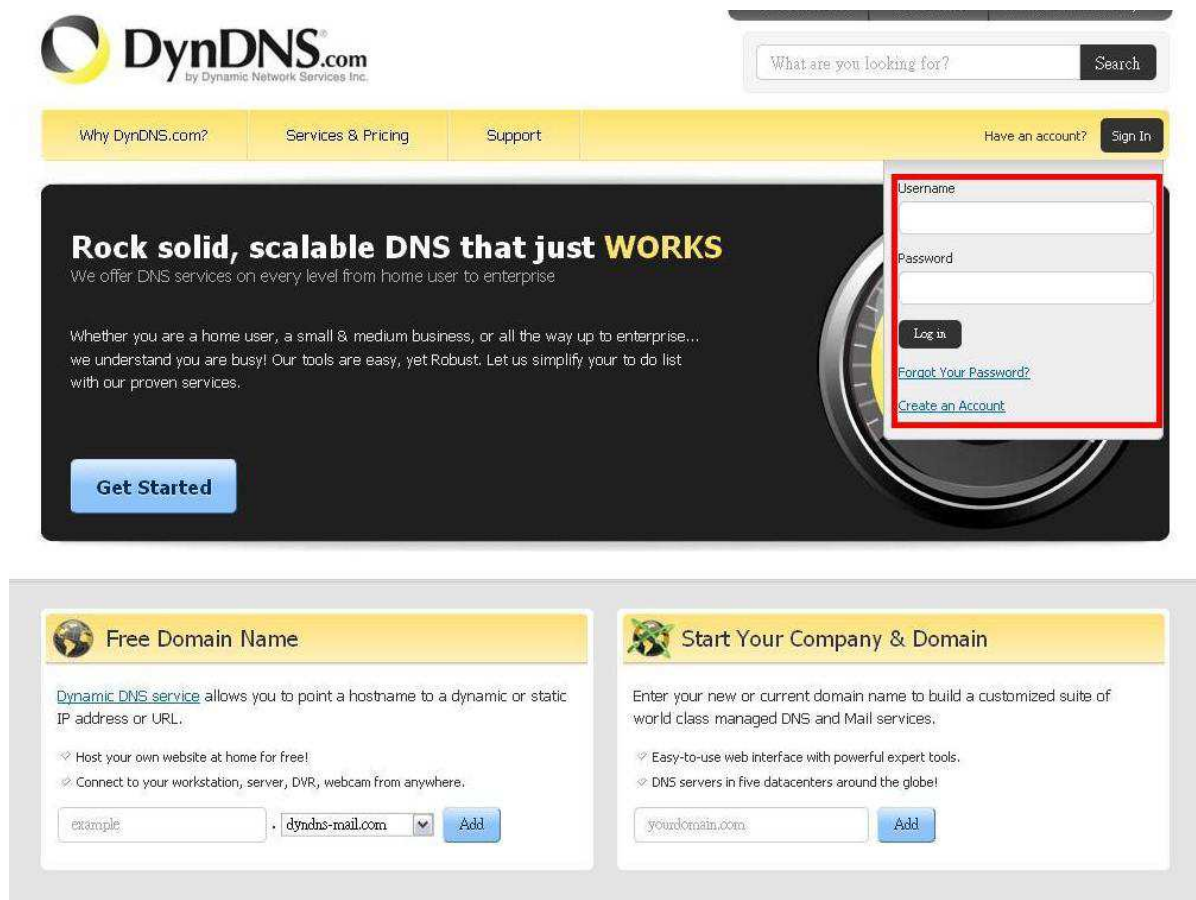 DynDNS.com
by Dynamic Network Services Inc.
What are you looking for?
Search
Why DynDNS.com?
Services & Pricing
Support
Have an account?
Sign In
Username
Password
Log in
Forgot Your Password?
Create an Account
Rock solid, scalable DNS that just WORKS
We offer DNS services on every level from home user to enterprise
Whether you are a home user, a small & medium business, or all the way up to enterprise...
we understand you are busy! Our tools are easy, yet Robust. Let us simplify your to do list
with our proven services.
Get Started
Free Domain Name
Dynamic DNS service allows you to point a hostname to a dynamic or static
IP address or URL.
Host your own website at home for free!
Connect to your workstation, server, DVR, webcam from anywhere.
example
. dyndns-mail.com
Add
Start Your Company & Domain
Enter your new or current domain name to build a customized suite of
world class managed DNS and Mail services.
Easy-to-use web interface with powerful expert tools.
DNS servers in five datacenters around the globe!
yourdomain.com
Add